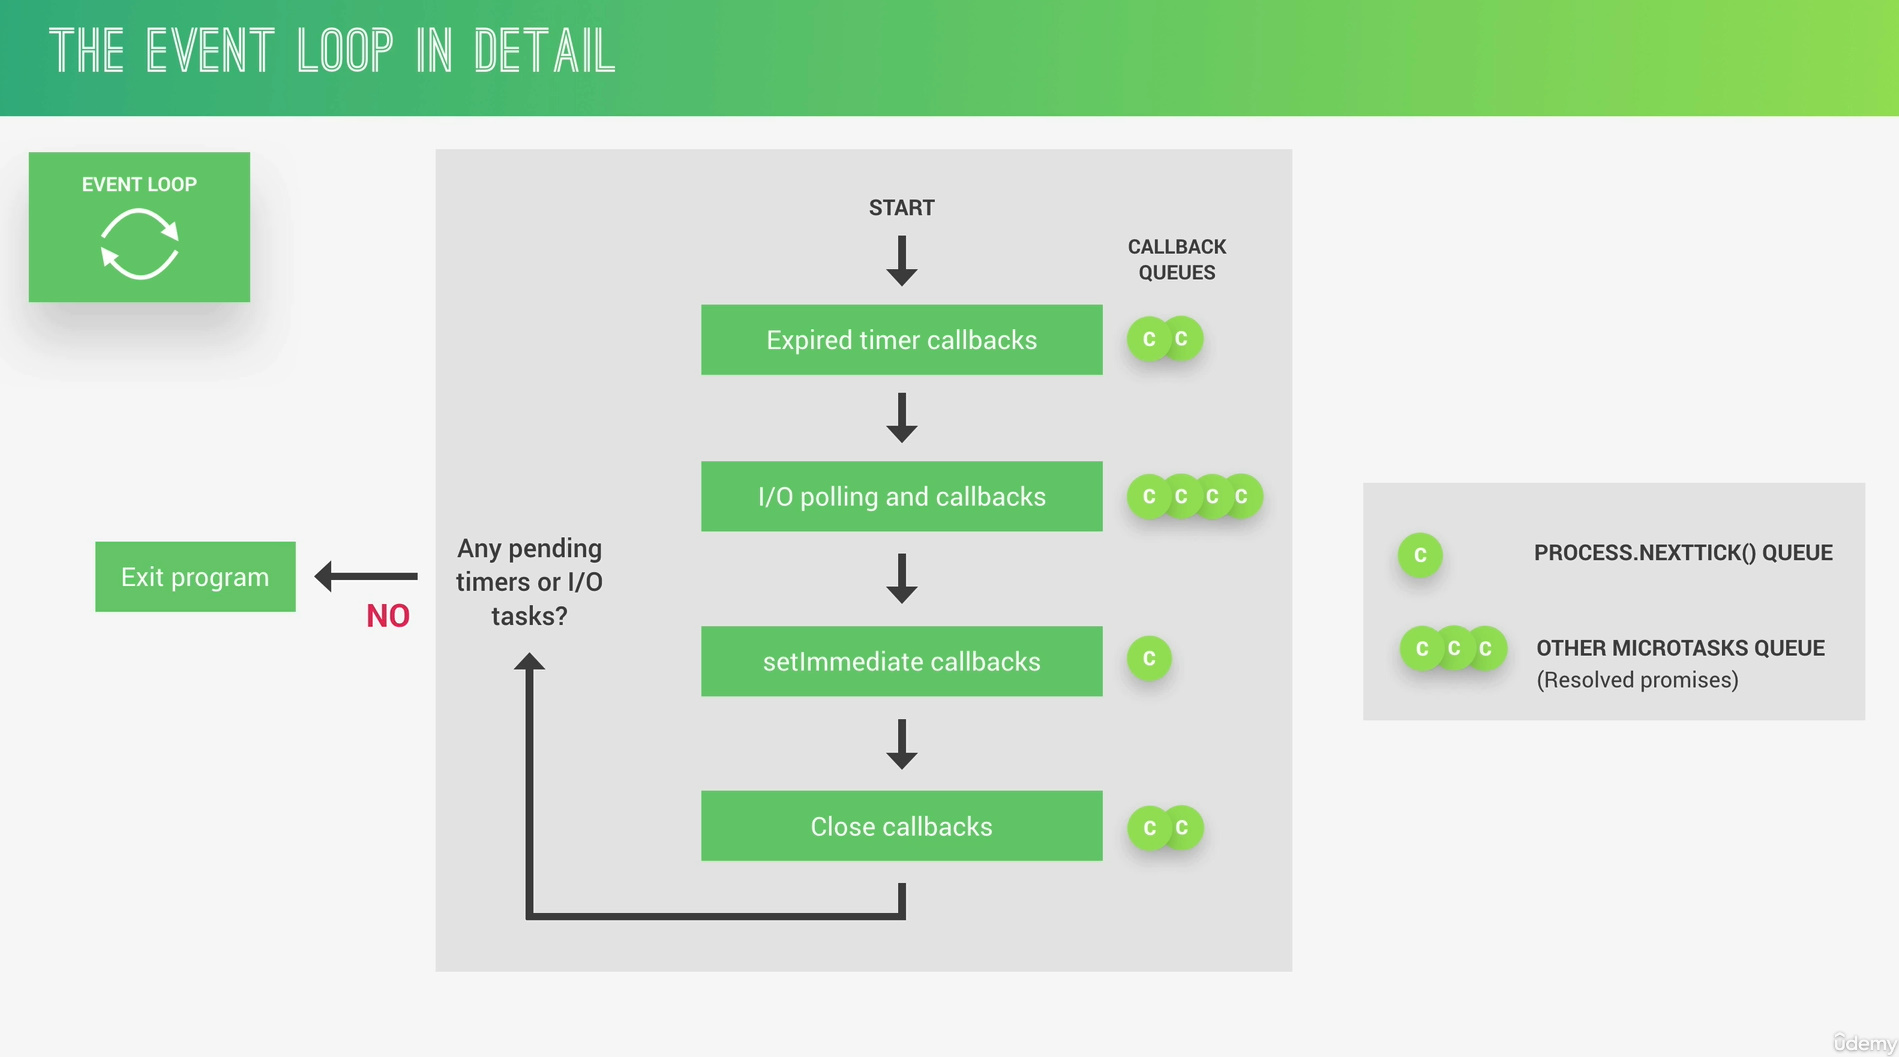 THE EVENT LOOP IN DETAIL
EVENT LOOP
START
CALLBACK
QUEUES
Expired timer callbacks
C C
I/O polling and callbacks
C C C C
setImmediate callbacks
C
Close callbacks
C C
Any pending
timers or I/O
tasks?
NO
Exit program
C PROCESS.NEXTTICK() QUEUE
C C C OTHER MICROTASKS QUEUE
(Resolved promises)
ûdemy